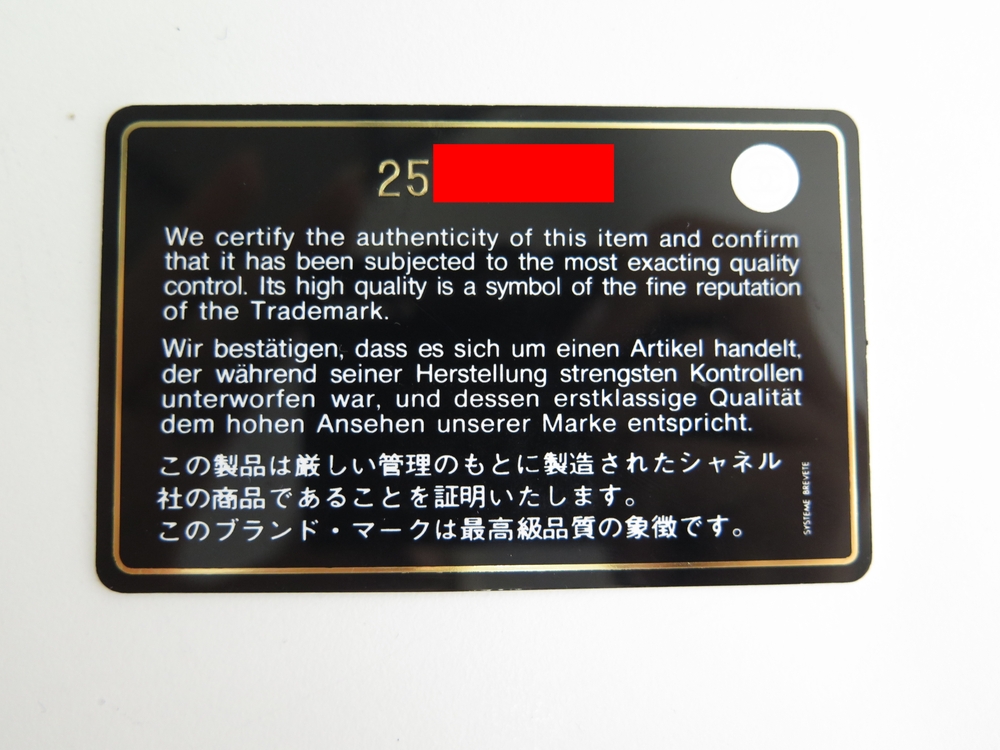 25
We certify the authenticity of this item and confirm
that it has been subjected to the most exacting quality
control. Its high quality is a symbol of the fine reputation
of the Trademark.
Wir bestätigen, dass es sich um einen Artikel handelt,
der während seiner Herstellung strengsten Kontrollen
unterworfen war, und dessen erstklassige Qualität
dem hohen Ansehen unserer Marke entspricht.
この製品は厳しい管理のもとに製造されたシャネル
社の商品であることを証明いたします。
このブランド・マークは最高級品質の象徴です。
SYSTEME BREVETE